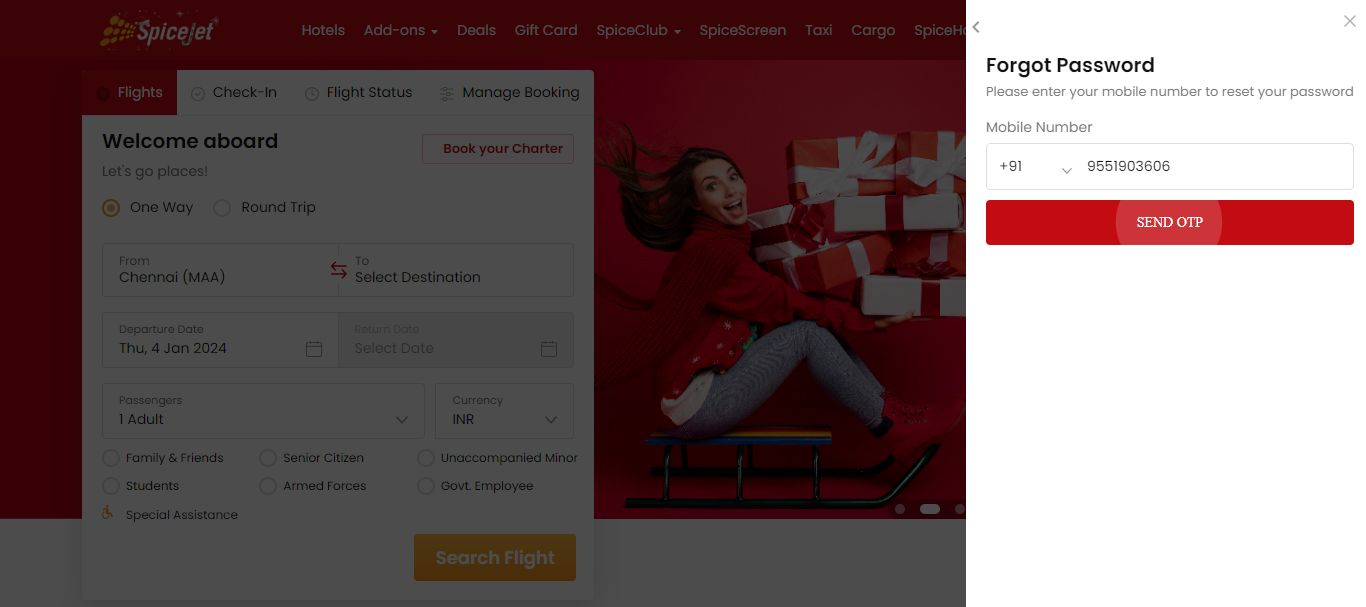 SpiceJet
Hotels Add-ons Deals Gift Card SpiceClub SpiceScreen Taxi Cargo SpiceHo
Flights Check-In Flight Status Manage Booking
Welcome aboard
Book your Charter
Let's go places!
One Way Round Trip
From
Chennai (MAA)
To
Select Destination
Departure Date
Thu, 4 Jan 2024
Return Date
Select Date
Passengers
1 Adult
Currency
INR
Family & Friends Senior Citizen Unaccompanied Minor
Students Armed Forces Govt. Employee
Special Assistance
Search Flight
Forgot Password
Please enter your mobile number to reset your password
Mobile Number
+91 9551903606
SEND OTP